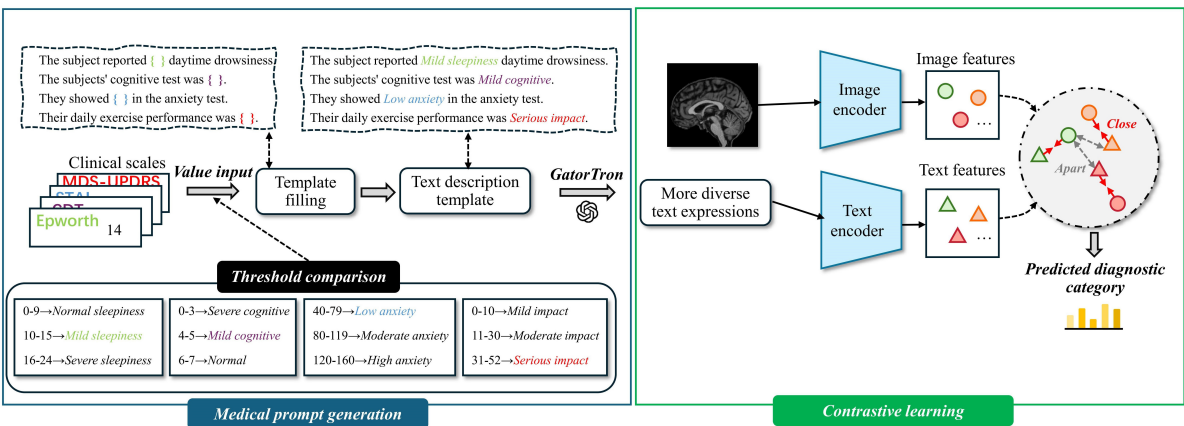 The subject reported { } daytime drowsiness
The subjects' cognitive test was { }.
They showed { } in the anxiety test.
Their daily exercise performance was { }.
The subject reported Mild sleepiness daytime drowsiness.
The subjects' cognitive test was Mild cognitive.
They showed Low anxiety in the anxiety test.
Their daily exercise performance was Serious impact.
Clinical scales
MDS-UPDRS
STAI
SDT
Epworth
14
Value input
Template
filling
Text description
template
GatorTron
Threshold comparison
0-9→Normal sleepiness
10-15→Mild sleepiness
16-24→Severe sleepiness
0-3→Severe cognitive
4-5→Mild cognitive
6-7→Normal
40-79→Low anxiety
80-119→Moderate anxiety
120-160→High anxiety
0-10→Mild impact
11-30→Moderate impact
31-52→Serious impact
Medical prompt generation
Image
encoder
Image features
...
More diverse
text expressions
Text
encoder
Text features
...
Close
Apart
Predicted diagnostic
category
Contrastive learning